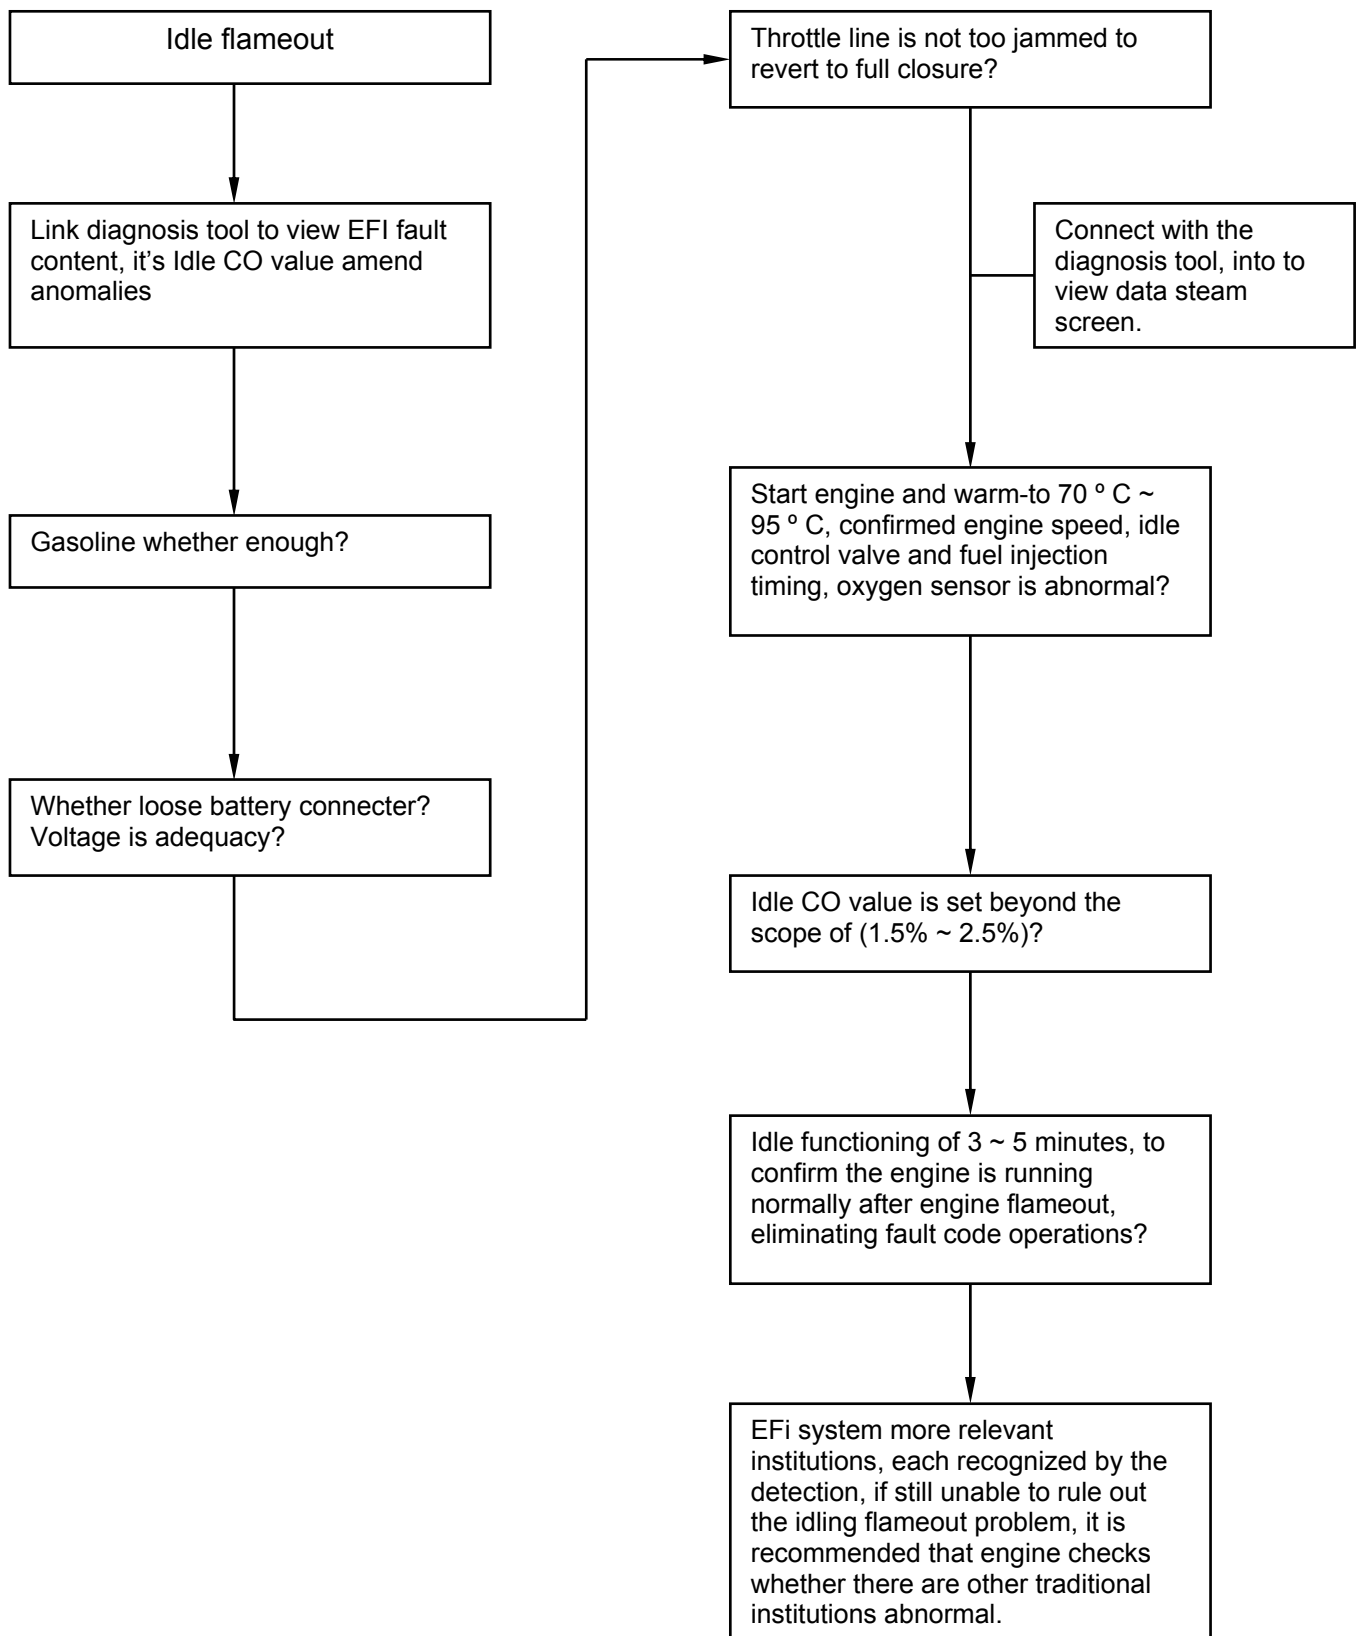 Idle flameout
Link diagnosis tool to view EFI fault
content, it's Idle CO value amend
anomalies
Gasoline whether enough?
Whether loose battery connecter?
Voltage is adequacy?
Throttle line is not too jammed to
revert to full closure?
Connect with the
diagnosis tool, into to
view data steam
screen.
Start engine and warm-to 70 º C ~
95 º C, confirmed engine speed, idle
control valve and fuel injection
timing, oxygen sensor is abnormal?
Idle CO value is set beyond the
scope of (1.5% ~ 2.5%)?
Idle functioning of 3 ~ 5 minutes, to
confirm the engine is running
normally after engine flameout,
eliminating fault code operations?
EFi system more relevant
institutions, each recognized by the
detection, if still unable to rule out
the idling flameout problem, it is
recommended that engine checks
whether there are other traditional
institutions abnormal.